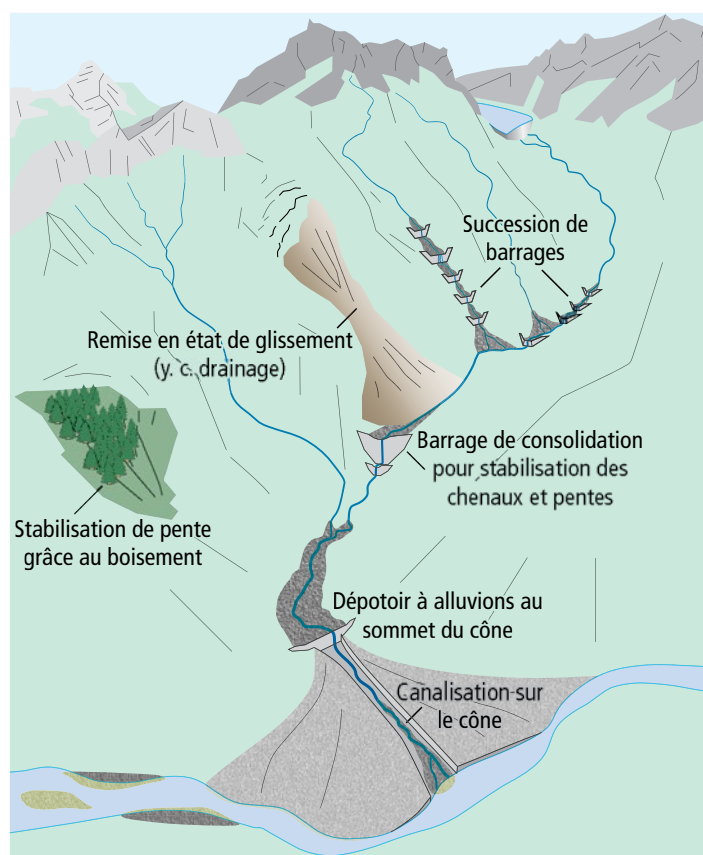 Succession de
barrages
Remise en état de glissement
(y. c. drainage)
Barrage de consolidation
pour stabilisation des
chenaux et pentes
Stabilisation de pente
grâce au boisement
Dépotoir à alluvions au
sommet du cône
Canalisation sur
le cône